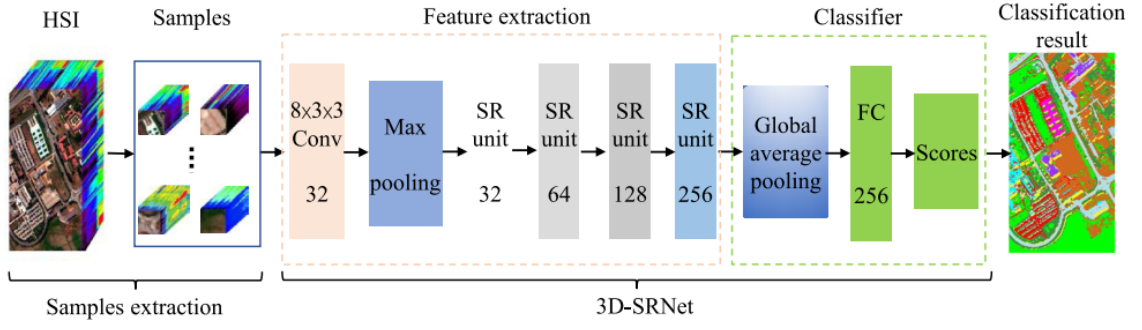 HSI
Samples
Feature extraction
Classifier
Classification
result
8×3×3
Conv
32
Max
pooling
SR
unit
32
SR
unit
64
SR
unit
128
SR
unit
256
Global
average
pooling
FC
256
Scores
Samples extraction
3D-SRNet